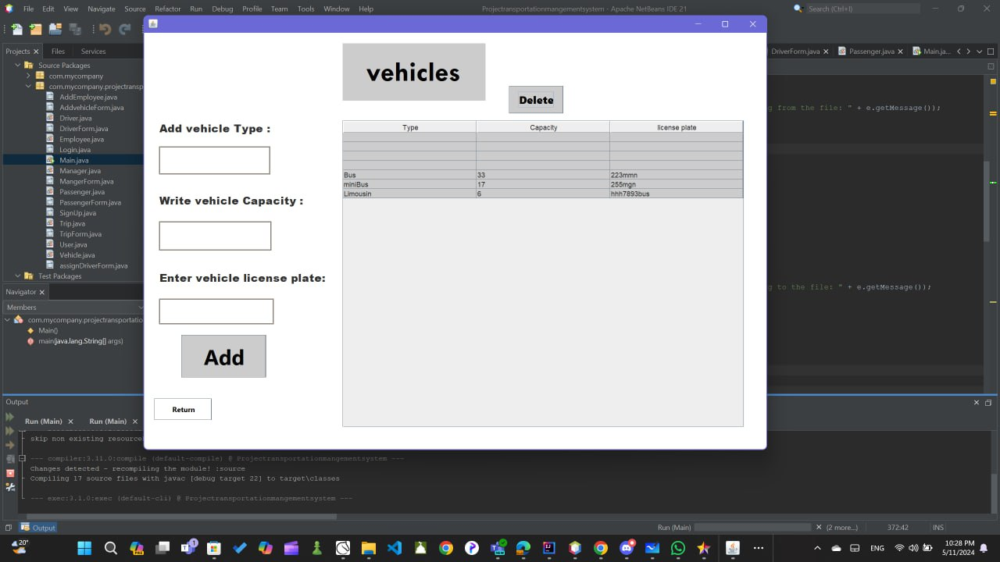 File Edit View Navigate Source Refactor Run Debug Profile Team Tools Window Help
Projectransportationmangementsystem - Apache NetBeans IDE 21
Search (Ctrl+I)
Projects Files Services
DriverForm.java Passenger.java Main.ja...
Source Packages
com.mycompany
com.mycompany.projectransp
AddEmployee.java
AddvehicleForm.java
Driver.java
DriverForm.java
Employee.java
Login.java
Main.java
Manager.java
MangerForm.java
Passenger.java
PassengerForm.java
SignUp.java
Trip.java
TripForm.java
User.java
Vehicle.java
assignDriverForm.java
Test Packages
Navigator
Members
com.mycompany.projectransportatio
Main()
main(java.lang.String[] args)
vehicles
Delete
Add vehicle Type :
Write vehicle Capacity :
Enter vehicle license plate:
Add
Return
Type Capacity license plate
Bus 33 223mmn
miniBus 17 255mgn
Limousin 6 hhh7893bus
g from the file: " + e.getMessage());
g to the file: " + e.getMessage());
Output
Run (Main) Run (Main)
skip non existing resource
--- compiler:3.11.0:compile (default-compile) @ Projectransportationmangementsystem ---
Changes detected - recompiling the module! :source
Compiling 17 source files with javac [debug target 22] to target\classes
--- exec:3.1.0:exec (default-cli) @ Projectransportationmangementsystem ---
Output
Run (Main) (2 more...) 372:42 INS
20°
1
ENG
10:28 PM
5/11/2024